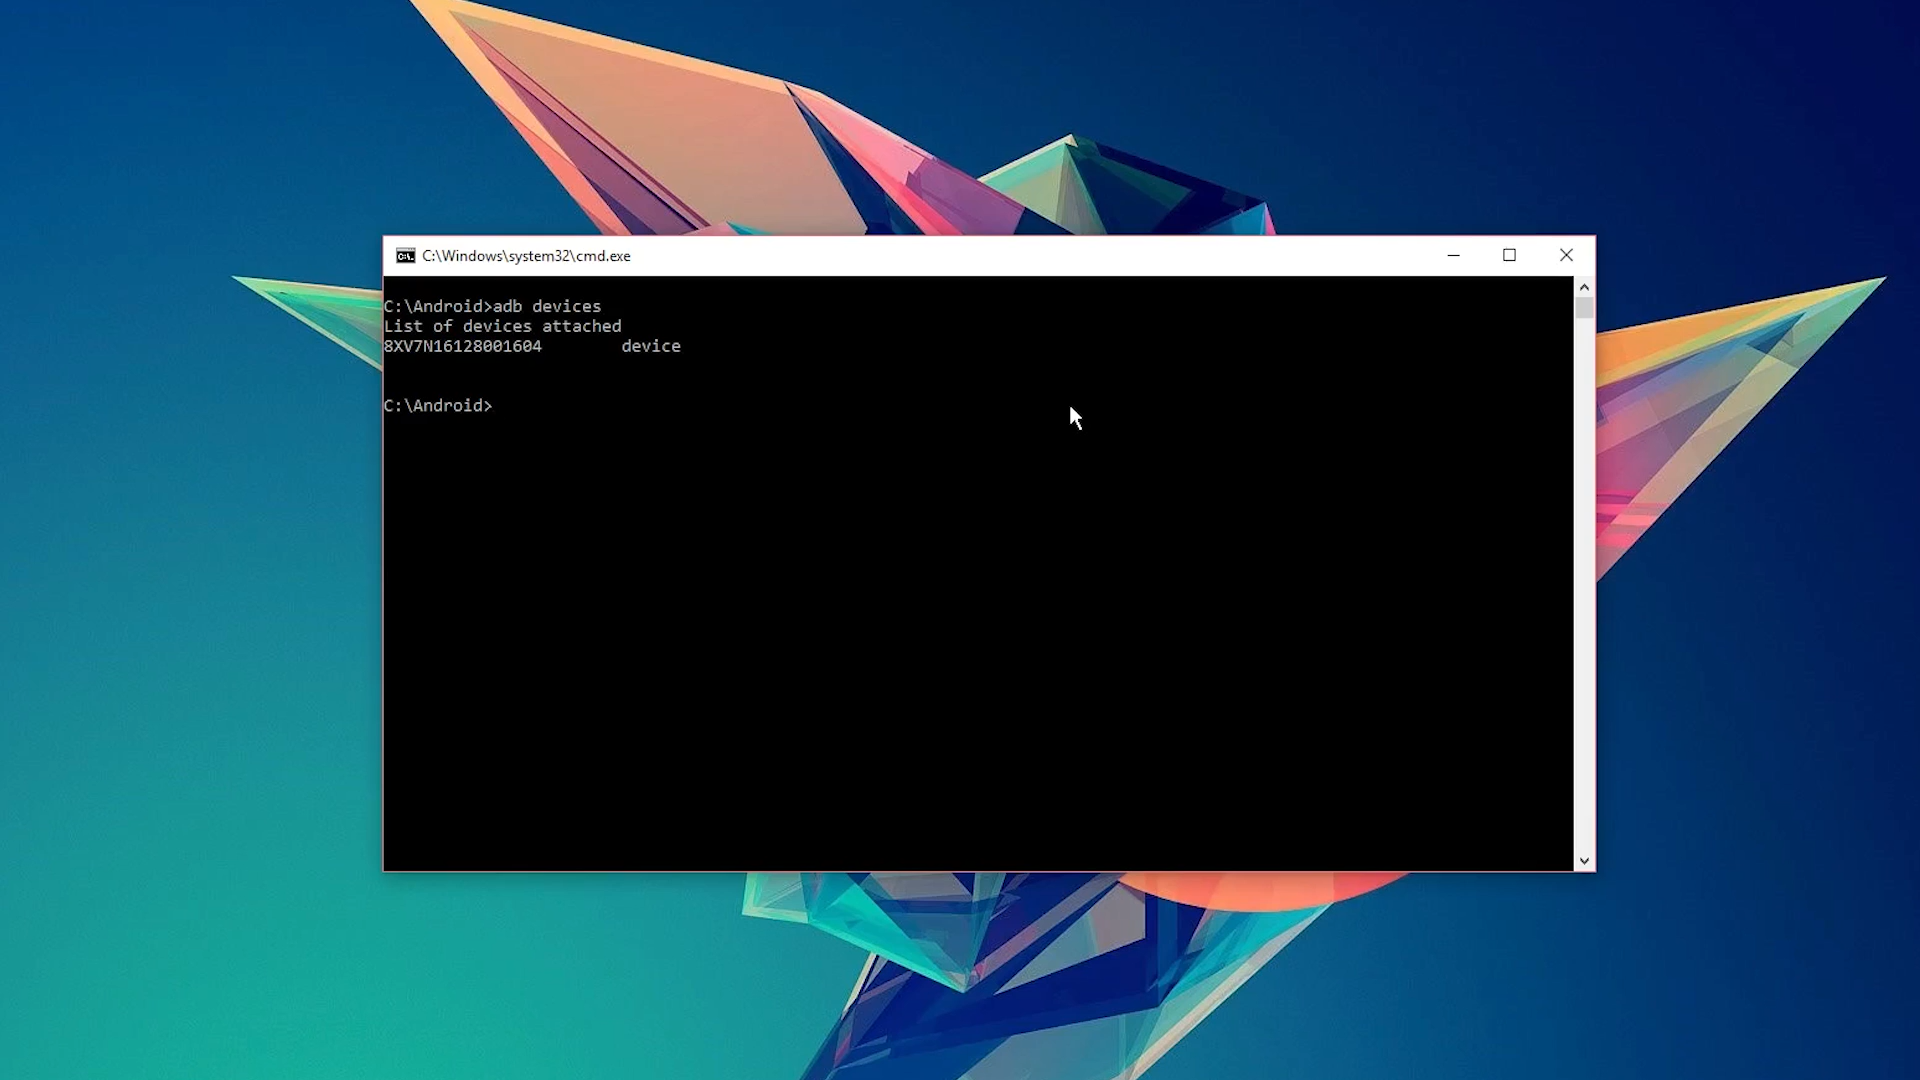 C:\Windows\system32\cmd.exe
C:\Android>adb devices
List of devices attached
8XV7N16128001604        device
C:\Android>